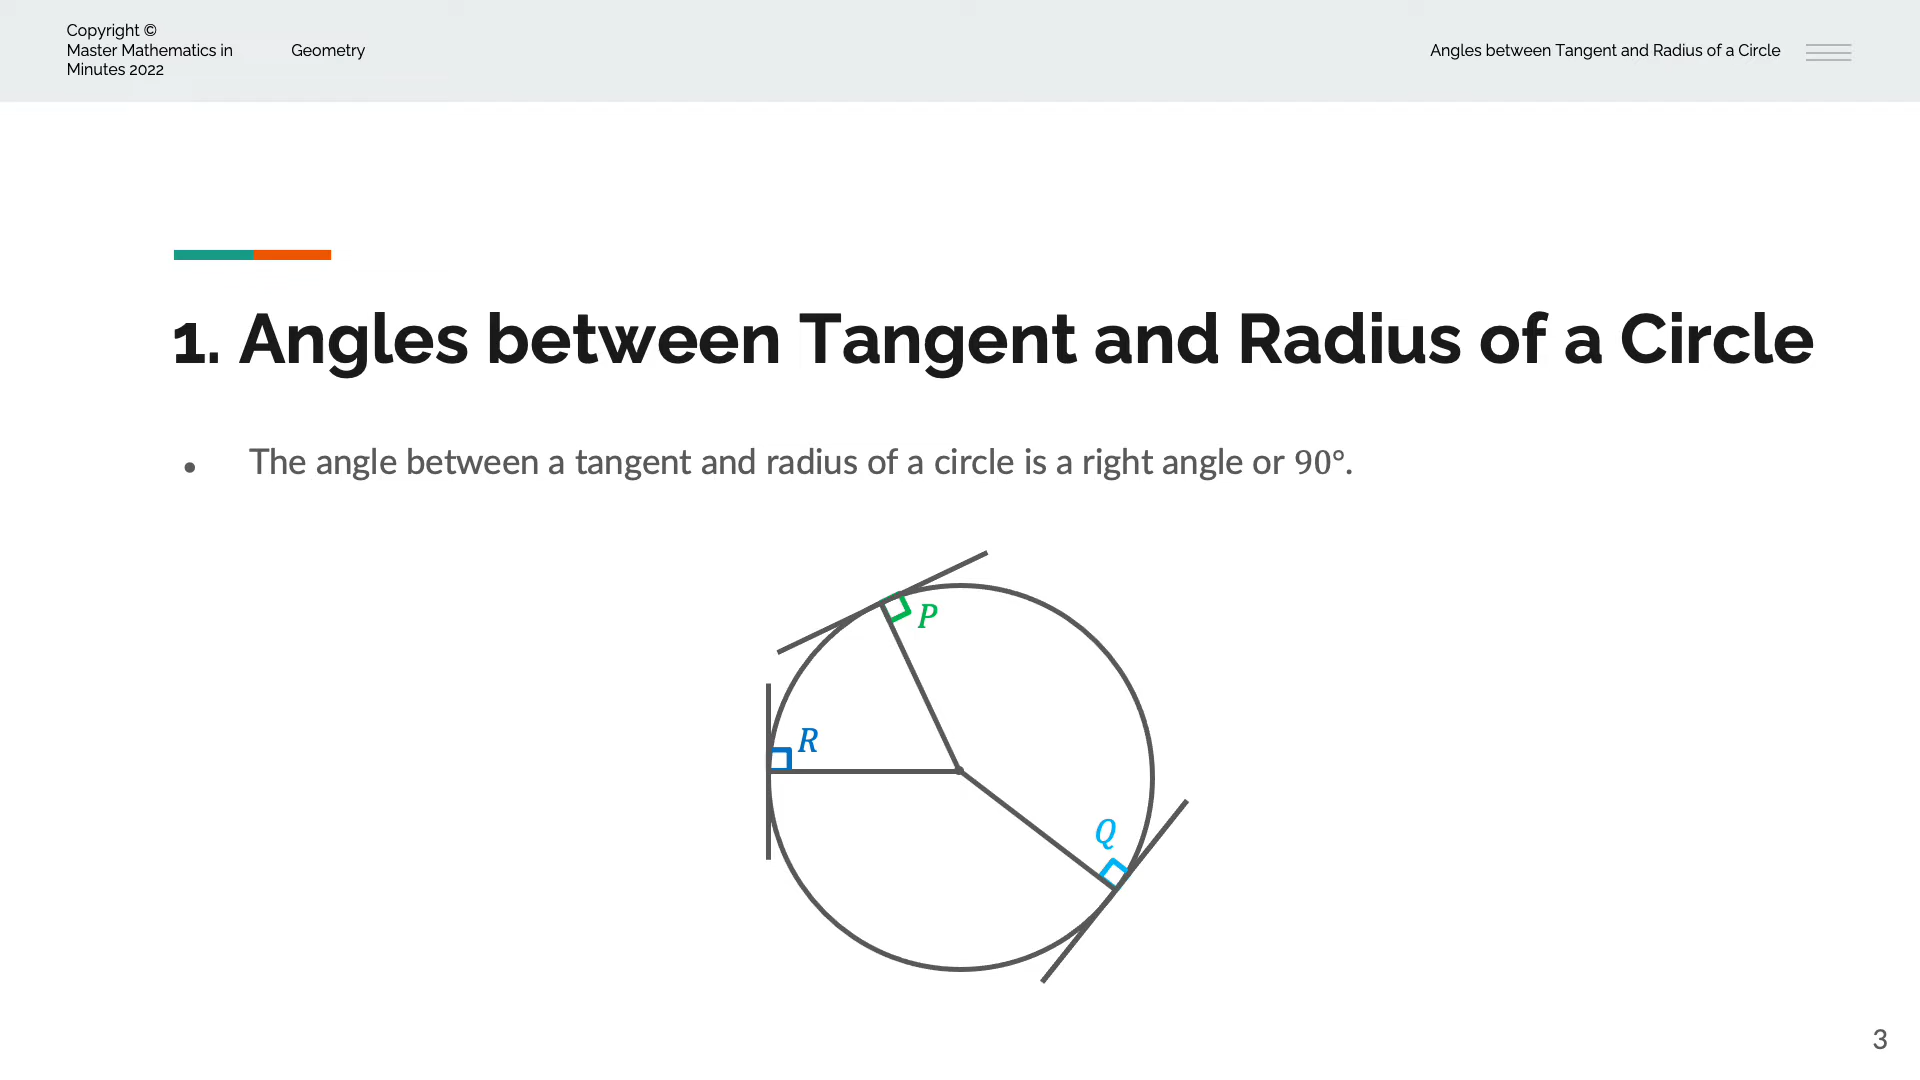 Copyright ©
Master Mathematics in
Minutes 2022
Geometry
Angles between Tangent and Radius of a Circle
1. Angles between Tangent and Radius of a Circle
• The angle between a tangent and radius of a circle is a right angle or 90°.
P
R
Q
3